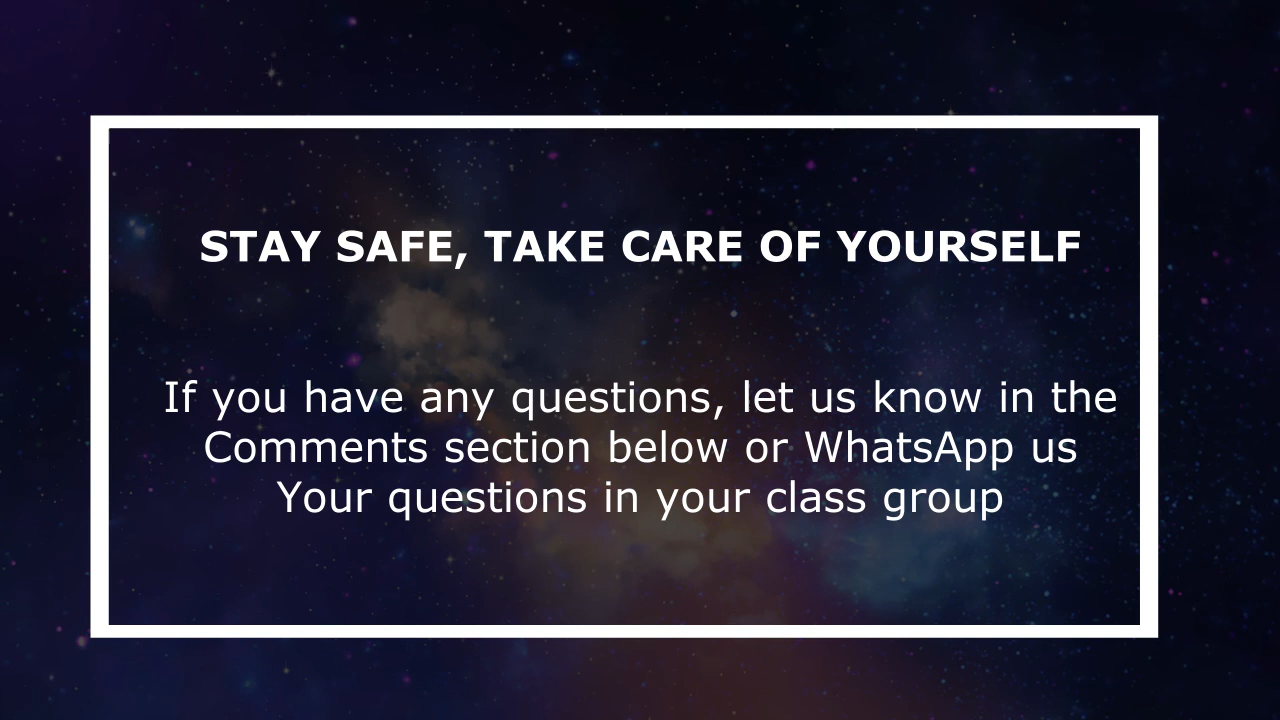 STAY SAFE, TAKE CARE OF YOURSELF
If you have any questions, let us know in the
Comments section below or WhatsApp us
Your questions in your class group